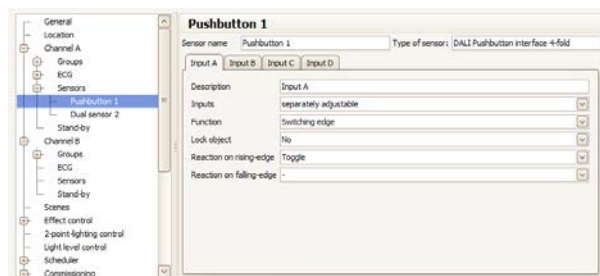 General
Location
Channel A
Groups
ECG
Sensors
Pushbutton 1
Dual sensor 2
Stand-by
Channel B
Groups
ECG
Sensors
Stand-by
Scenes
Effect control
2-point-lighting control
Light level control
Scheduler
Commissioning
Pushbutton 1
Sensor name Pushbutton 1 Type of sensor: DALI Pushbutton interface 4-fold
Input A Input B Input C Input D
Description Input A
Inputs separately adjustable
Function Switching edge
Lock object No
Reaction on rising-edge Toggle
Reaction on falling-edge -